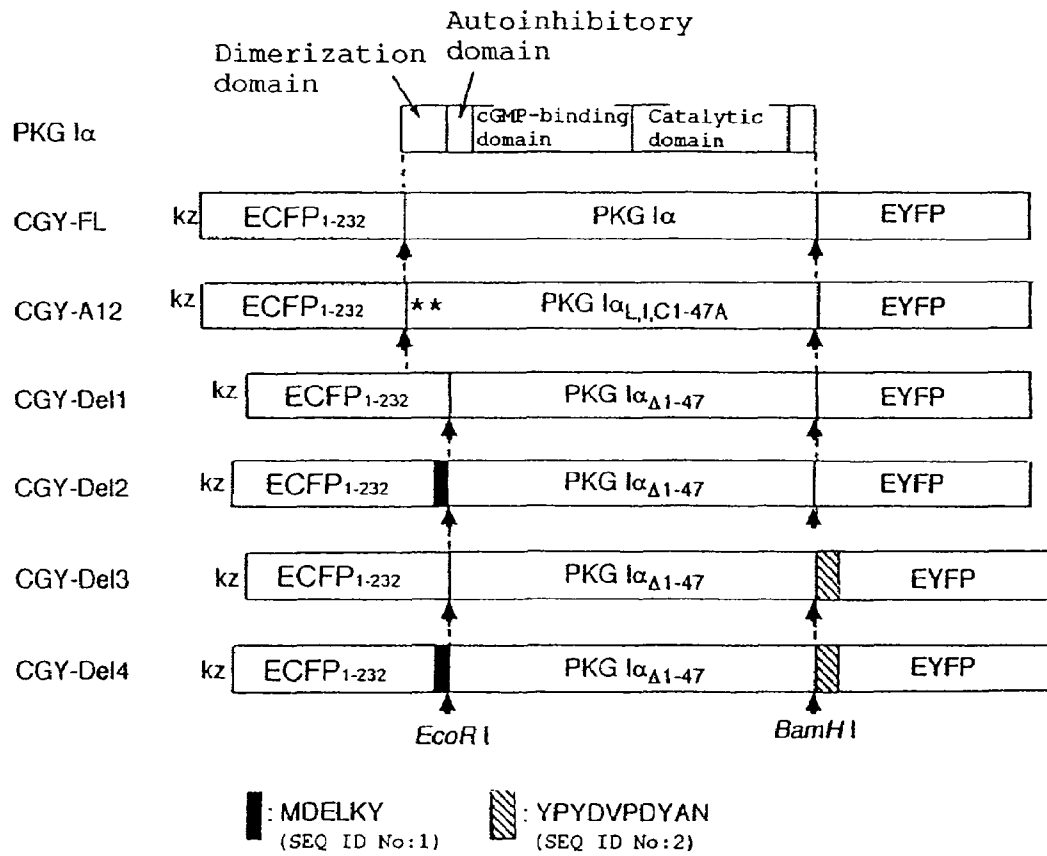 Autoinhibitory
Dimerization domain
domain
PKG Iα
cGMP-binding domain
Catalytic domain
CGY-FL kz ECFP1-232 PKG Iα EYFP
CGY-A12 kz ECFP1-232 ** PKG IαL,I,C1-47A EYFP
CGY-Del1 kz ECFP1-232 PKG IαΔ1-47 EYFP
CGY-Del2 kz ECFP1-232 PKG IαΔ1-47 EYFP
CGY-Del3 kz ECFP1-232 PKG IαΔ1-47 EYFP
CGY-Del4 kz ECFP1-232 PKG IαΔ1-47 EYFP
EcoR I BamH I
: MDELKY : YPYDVPDYAN
(SEQ ID No:1) (SEQ ID No:2)